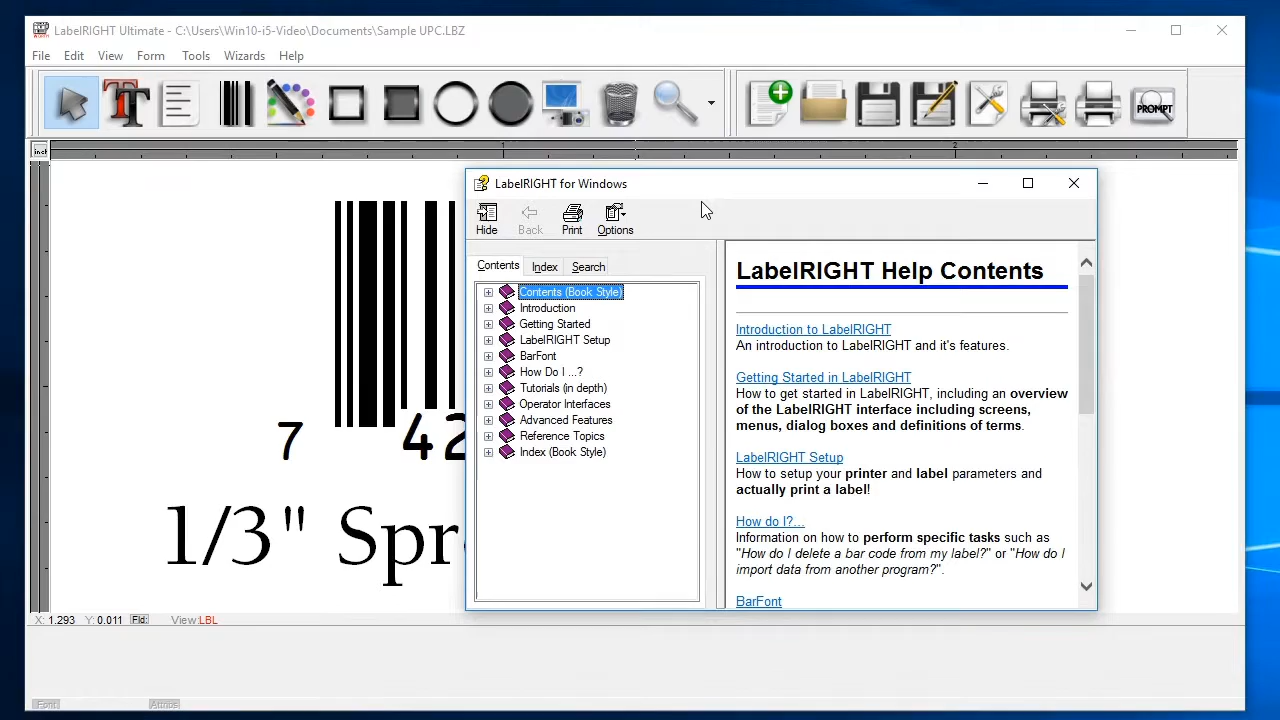 LabelRIGHT Ultimate - C:\Users\Win10-i5-Video\Documents\Sample UPC.LBZ
File Edit View Form Tools Wizards Help
PROMPT
inch
1 2
LabelRIGHT for Windows
Hide Back Print Options
Contents Index Search
Contents (Book Style)
Introduction
Getting Started
LabelRIGHT Setup
BarFont
How Do I ...?
Tutorials (in depth)
Operator Interfaces
Advanced Features
Reference Topics
Index (Book Style)
LabelRIGHT Help Contents
Introduction to LabelRIGHT
An introduction to LabelRIGHT and it's features.
Getting Started in LabelRIGHT
How to get started in LabelRIGHT, including an overview
of the LabelRIGHT interface including screens,
menus, dialog boxes and definitions of terms.
LabelRIGHT Setup
How to setup your printer and label parameters and
actually print a label!
How do I?...
Information on how to perform specific tasks such as
"How do I delete a bar code from my label?" or "How do I
import data from another program?".
BarFont
7 42
1/3" Spr
X: 1.293 Y: 0.011 Fld: View:LBL
Font Atmos